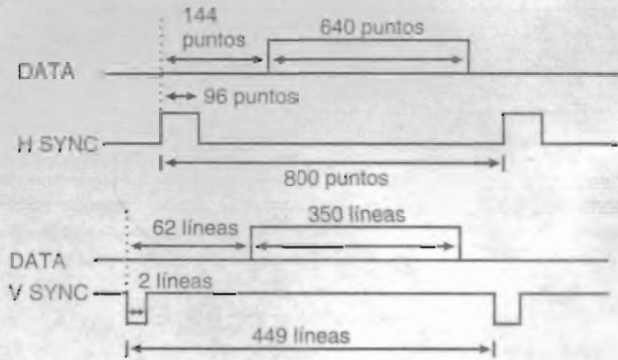 144
puntos
640 puntos
DATA
96 puntos
H SYNC
800 puntos
350 líneas
62 líneas
DATA
2 líneas
V SYNC
449 líneas